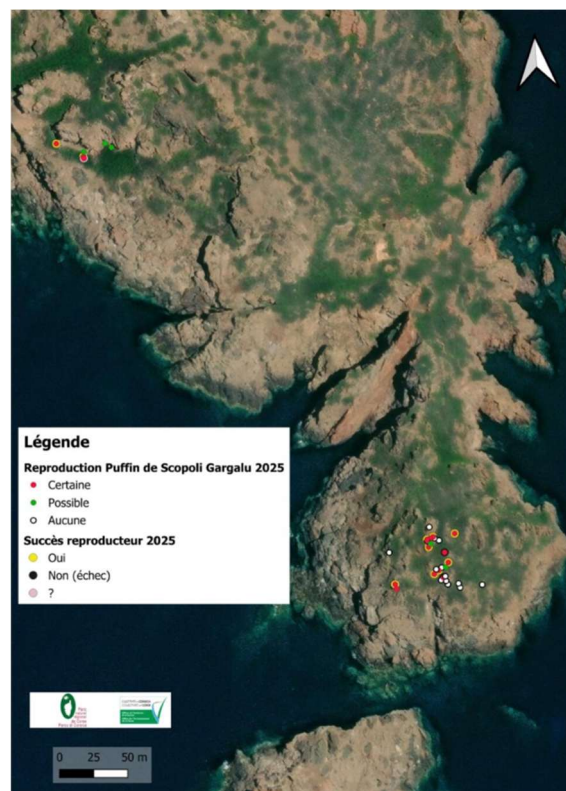 Légende
Reproduction Puffin de Scopoli Gargalu 2025
Certaine
Possible
Aucune
Succès reproducteur 2025
Oui
Non (échec)
?
0 25 50 m